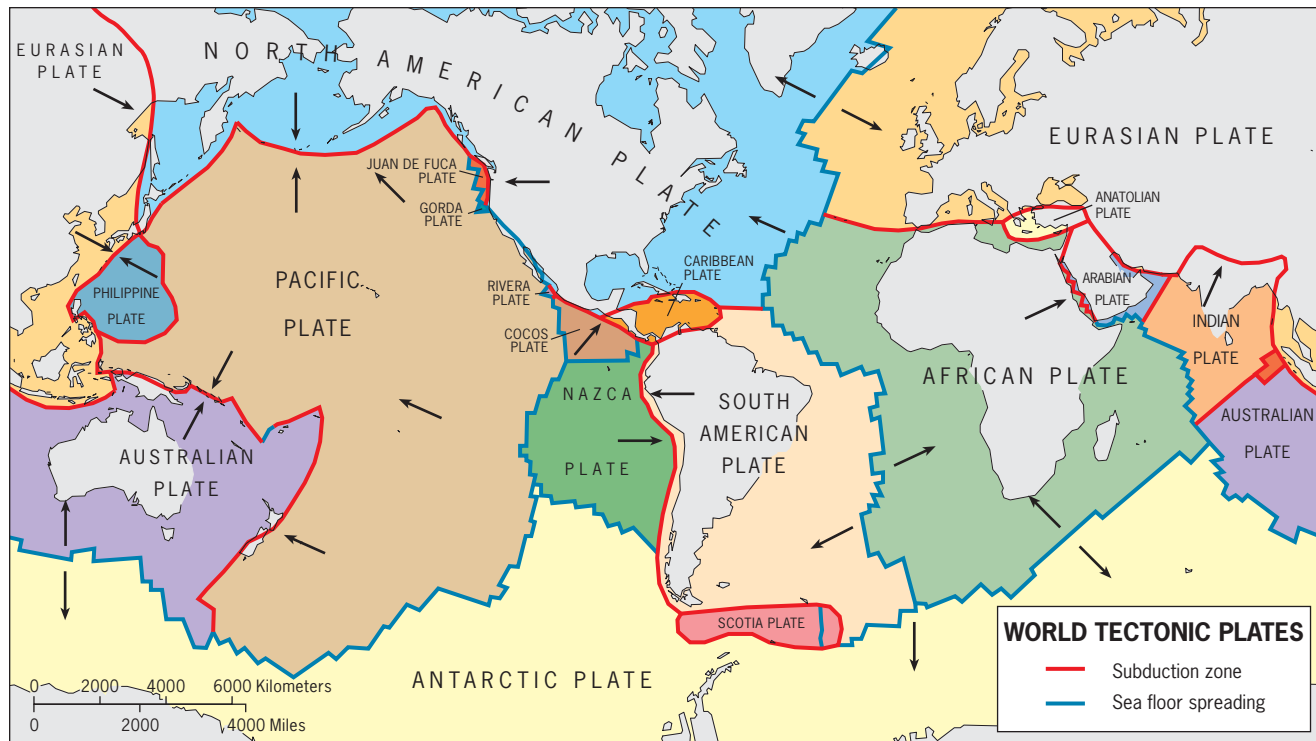 EURASIAN
PLATE
NORTH AMERICAN PLATE
EURASIAN PLATE
JUAN DE FUCA
PLATE
GORDA
PLATE
ANATOLIAN
PLATE
CARIBBEAN
PLATE
PHILIPPINE
PLATE
PACIFIC
PLATE
RIVERA
PLATE
COCOS
PLATE
ARABIAN
PLATE
INDIAN
PLATE
NAZCA
PLATE
SOUTH
AMERICAN
PLATE
AFRICAN PLATE
AUSTRALIAN
PLATE
AUSTRALIAN
PLATE
SCOTIA PLATE
ANTARCTIC PLATE
WORLD TECTONIC PLATES
Subduction zone
Sea floor spreading
0 2000 4000 6000 Kilometers
0 2000 4000 Miles